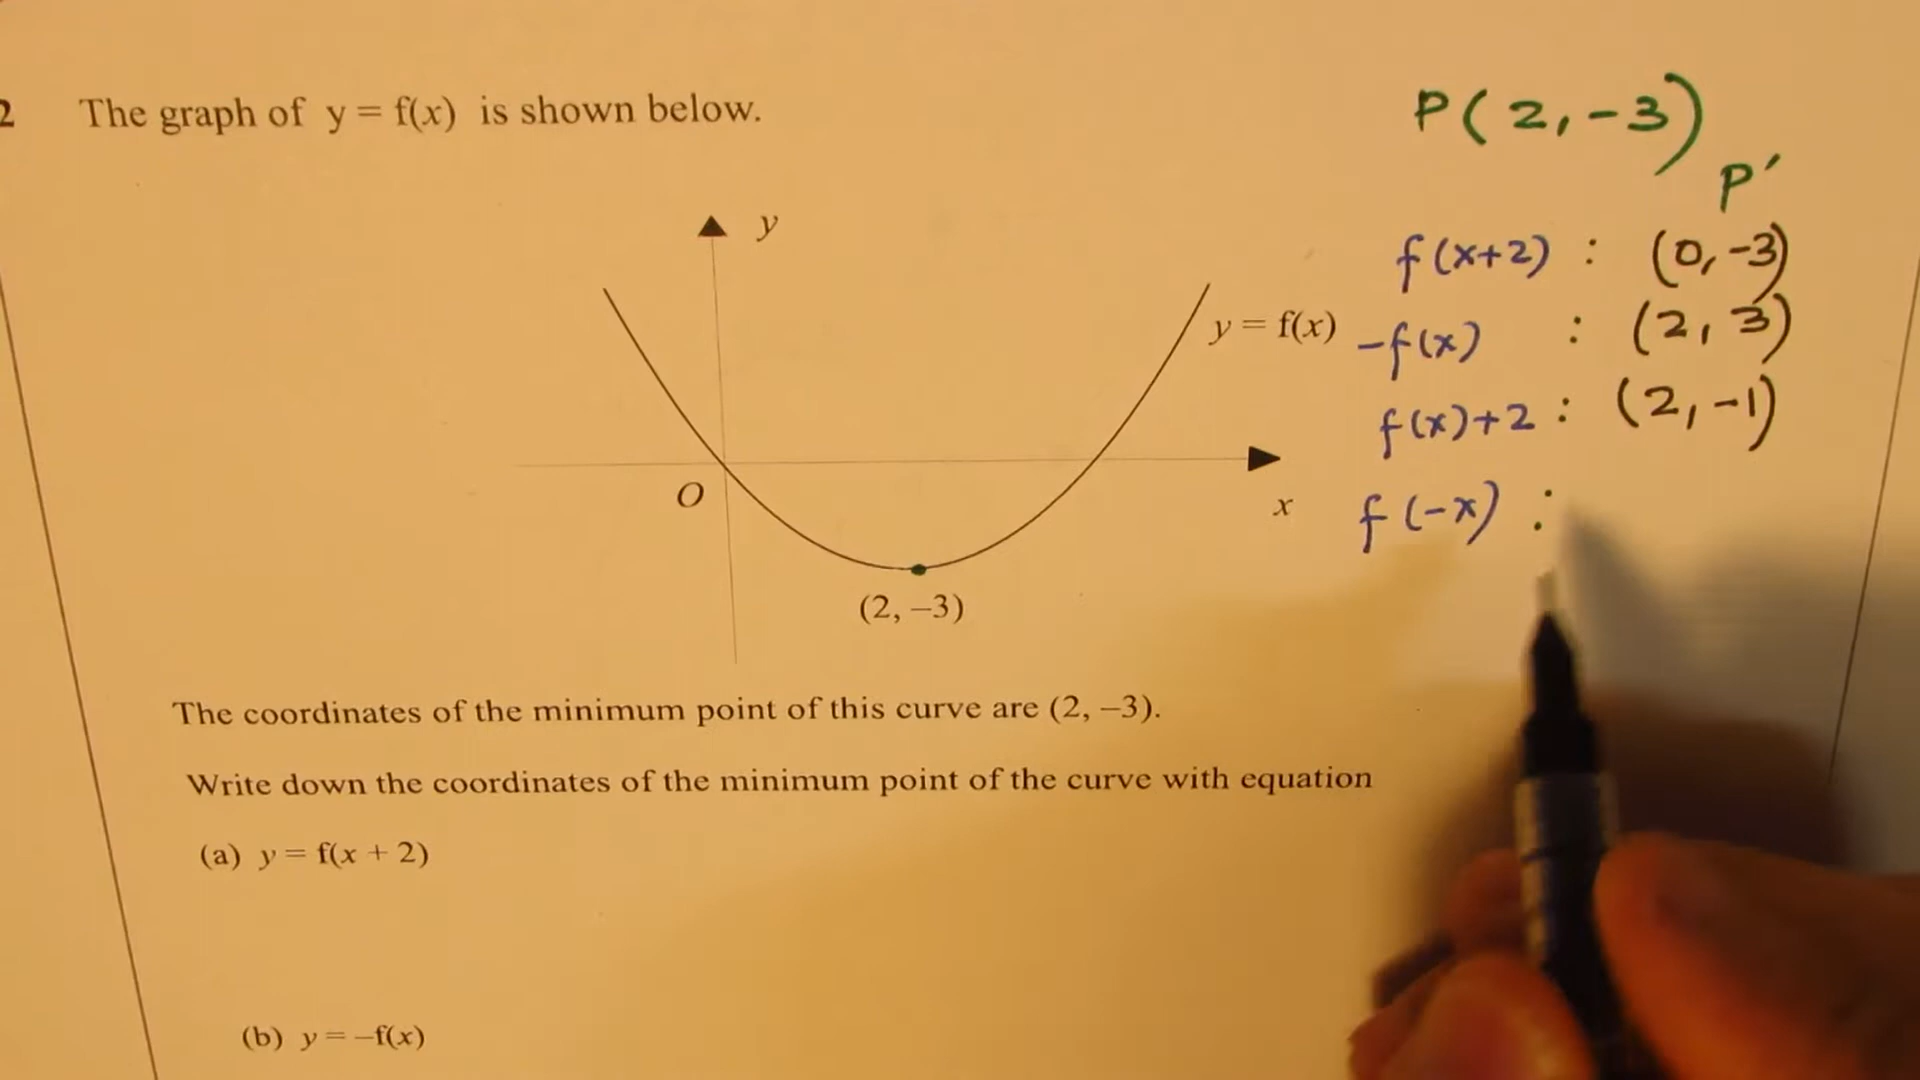 2 The graph of y = f(x) is shown below.
P(2, -3)
P'
y
f(x+2) : (0, -3)
y = f(x)
-f(x) : (2, 3)
f(x)+2 : (2, -1)
O
x
f(-x) :
(2, –3)
The coordinates of the minimum point of this curve are (2, –3).
Write down the coordinates of the minimum point of the curve with equation
(a) y = f(x + 2)
(b) y = –f(x)